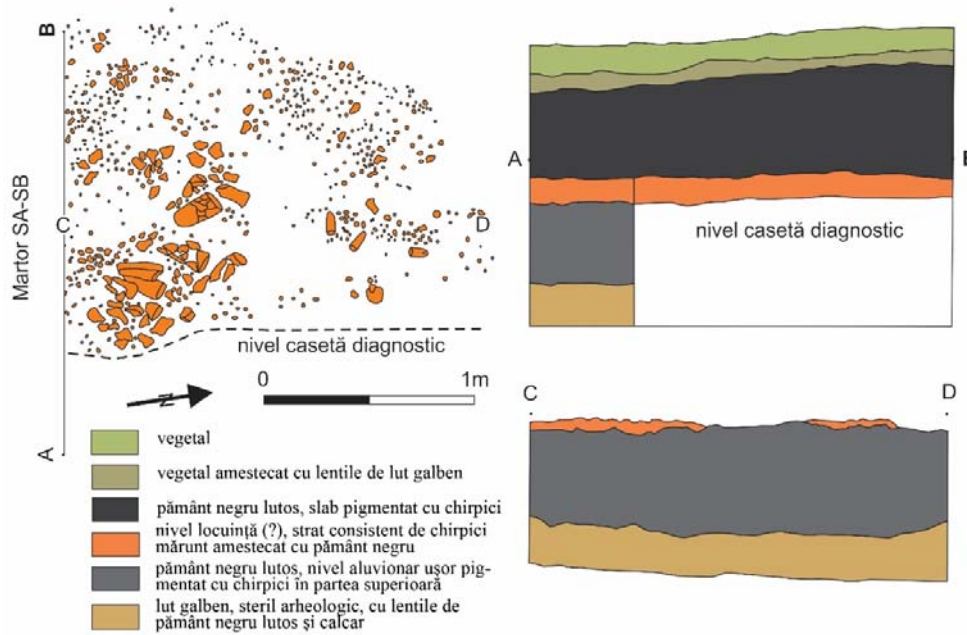 B
Martor SA-SB
C
D
A
nivel casetă diagnostic
N
0
1m
vegetal
vegetal amestecat cu lentile de lut galben
pământ negru lutos, slab pigmentat cu chirpici
nivel locuință (?), strat consistent de chirpici
mărunt amestecat cu pământ negru
pământ negru lutos, nivel aluvionar ușor pig-
mentat cu chirpici în partea superioară
lut galben, steril arheologic, cu lentile de
pământ negru lutos și calcar
A
nivel casetă diagnostic
C
D